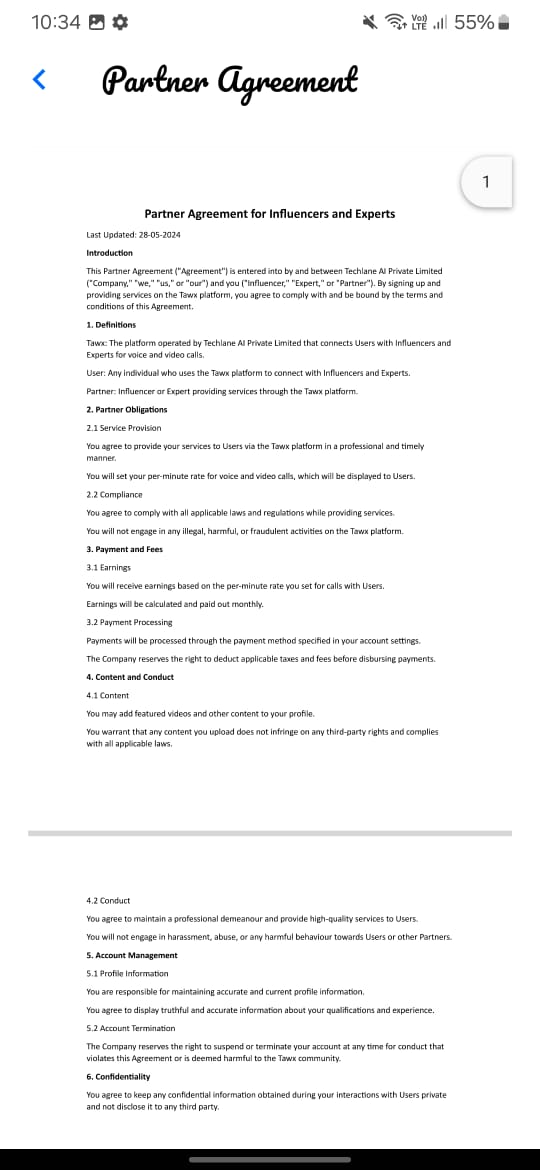 10:34
Vo)) LTE 55%
Partner Agreement
1
Partner Agreement for Influencers and Experts
Last Updated: 28-05-2024
Introduction
This Partner Agreement ("Agreement") is entered into by and between Techlane AI Private Limited
("Company," "we," "us," or "our") and you ("Influencer," "Expert," or "Partner"). By signing up and
providing services on the Tawx platform, you agree to comply with and be bound by the terms and
conditions of this Agreement.
1. Definitions
Tawx: The platform operated by Techlane AI Private Limited that connects Users with Influencers and
Experts for voice and video calls.
User: Any individual who uses the Tawx platform to connect with Influencers and Experts.
Partner: Influencer or Expert providing services through the Tawx platform.
2. Partner Obligations
2.1 Service Provision
You agree to provide your services to Users via the Tawx platform in a professional and timely
manner.
You will set your per-minute rate for voice and video calls, which will be displayed to Users.
2.2 Compliance
You agree to comply with all applicable laws and regulations while providing services.
You will not engage in any illegal, harmful, or fraudulent activities on the Tawx platform.
3. Payment and Fees
3.1 Earnings
You will receive earnings based on the per-minute rate you set for calls with Users.
Earnings will be calculated and paid out monthly.
3.2 Payment Processing
Payments will be processed through the payment method specified in your account settings.
The Company reserves the right to deduct applicable taxes and fees before disbursing payments.
4. Content and Conduct
4.1 Content
You may add featured videos and other content to your profile.
You warrant that any content you upload does not infringe on any third-party rights and complies
with all applicable laws.
4.2 Conduct
You agree to maintain a professional demeanour and provide high-quality services to Users.
You will not engage in harassment, abuse, or any harmful behaviour towards Users or other Partners.
5. Account Management
5.1 Profile Information
You are responsible for maintaining accurate and current profile information.
You agree to display truthful and accurate information about your qualifications and experience.
5.2 Account Termination
The Company reserves the right to suspend or terminate your account at any time for conduct that
violates this Agreement or is deemed harmful to the Tawx community.
6. Confidentiality
You agree to keep any confidential information obtained during your interactions with Users private
and not disclose it to any third party.